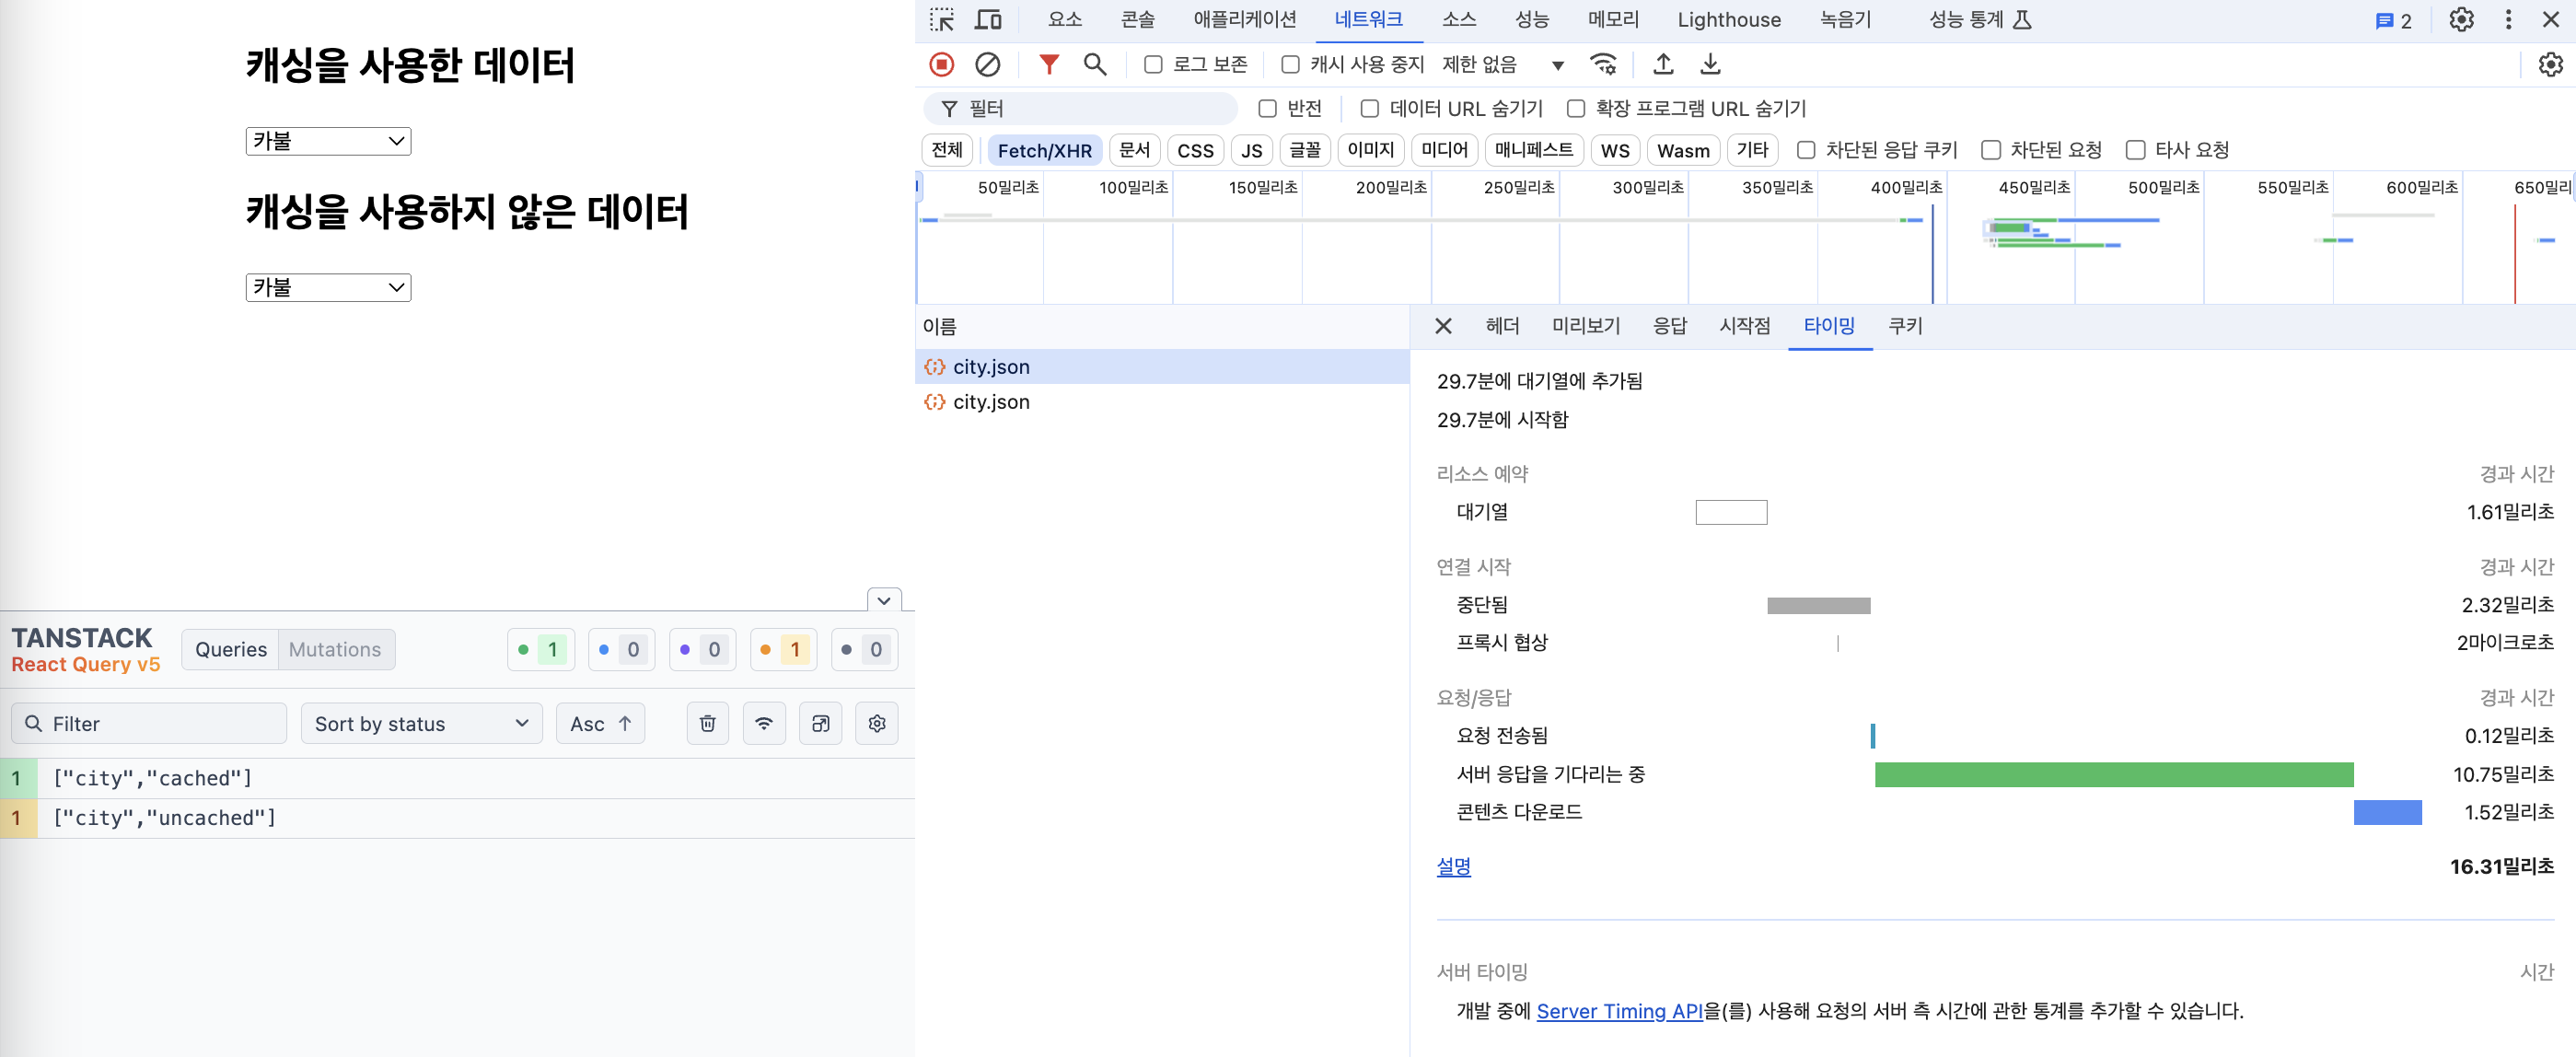 캐싱을 사용한 데이터
카불
캐싱을 사용하지 않은 데이터
카불
TANSTACK
React Query v5
Queries Mutations
1 0 0 1 0
Filter Sort by status Asc ↑
1 ["city","cached"]
1 ["city","uncached"]
요소 콘솔 애플리케이션 네트워크 소스 성능 메모리 Lighthouse 녹음기 성능 통계 2
로그 보존 캐시 사용 중지 제한 없음
필터 반전 데이터 URL 숨기기 확장 프로그램 URL 숨기기
전체 Fetch/XHR 문서 CSS JS 글꼴 이미지 미디어 매니페스트 WS Wasm 기타 차단된 응답 쿠키 차단된 요청 타사 요청
50밀리초 100밀리초 150밀리초 200밀리초 250밀리초 300밀리초 350밀리초 400밀리초 450밀리초 500밀리초 550밀리초 600밀리초 650밀리
이름
city.json
city.json
헤더 미리보기 응답 시작점 타이밍 쿠키
29.7분에 대기열에 추가됨
29.7분에 시작함
리소스 예약 경과 시간
대기열 1.61밀리초
연결 시작 경과 시간
중단됨 2.32밀리초
프록시 협상 2마이크로초
요청/응답 경과 시간
요청 전송됨 0.12밀리초
서버 응답을 기다리는 중 10.75밀리초
콘텐츠 다운로드 1.52밀리초
설명 16.31밀리초
서버 타이밍 시간
개발 중에 Server Timing API을(를) 사용해 요청의 서버 측 시간에 관한 통계를 추가할 수 있습니다.